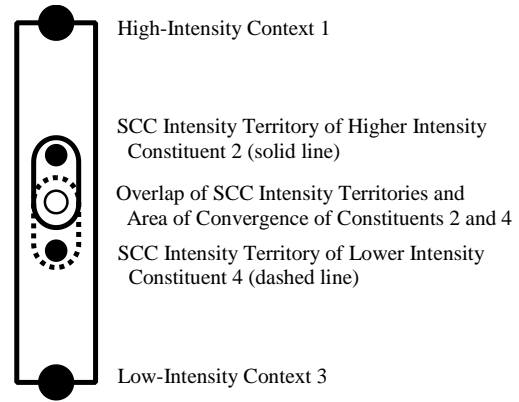 High-Intensity Context 1
SCC Intensity Territory of Higher Intensity
Constituent 2 (solid line)
Overlap of SCC Intensity Territories and
Area of Convergence of Constituents 2 and 4
SCC Intensity Territory of Lower Intensity
Constituent 4 (dashed line)
Low-Intensity Context 3